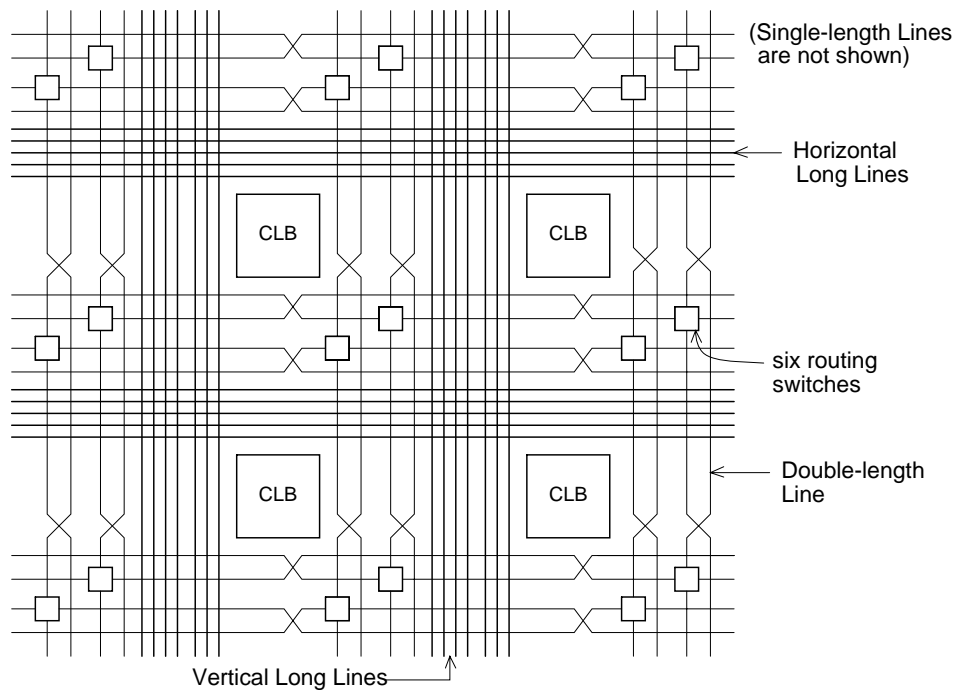 (Single-length Lines
are not shown)
Horizontal
Long Lines
CLB
CLB
six routing
switches
Double-length
Line
CLB
CLB
Vertical Long Lines